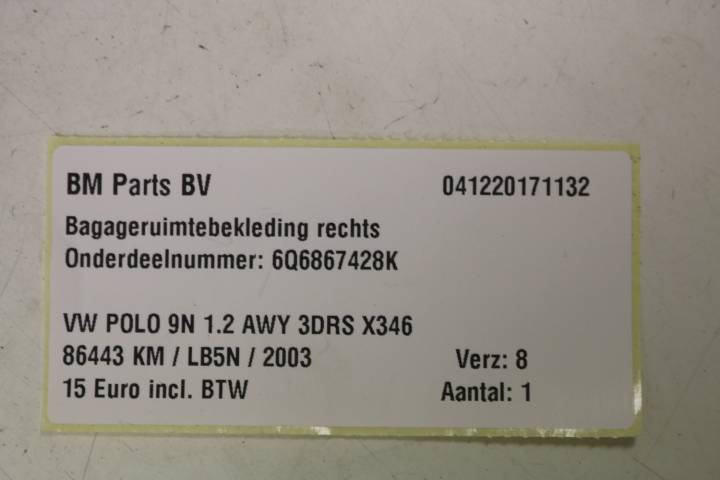 BM Parts BV 041220171132
Bagageruimtebekleding rechts
Onderdeelnummer: 6Q6867428K
VW POLO 9N 1.2 AWY 3DRS X346
86443 KM / LB5N / 2003 Verz: 8
15 Euro incl. BTW Aantal: 1